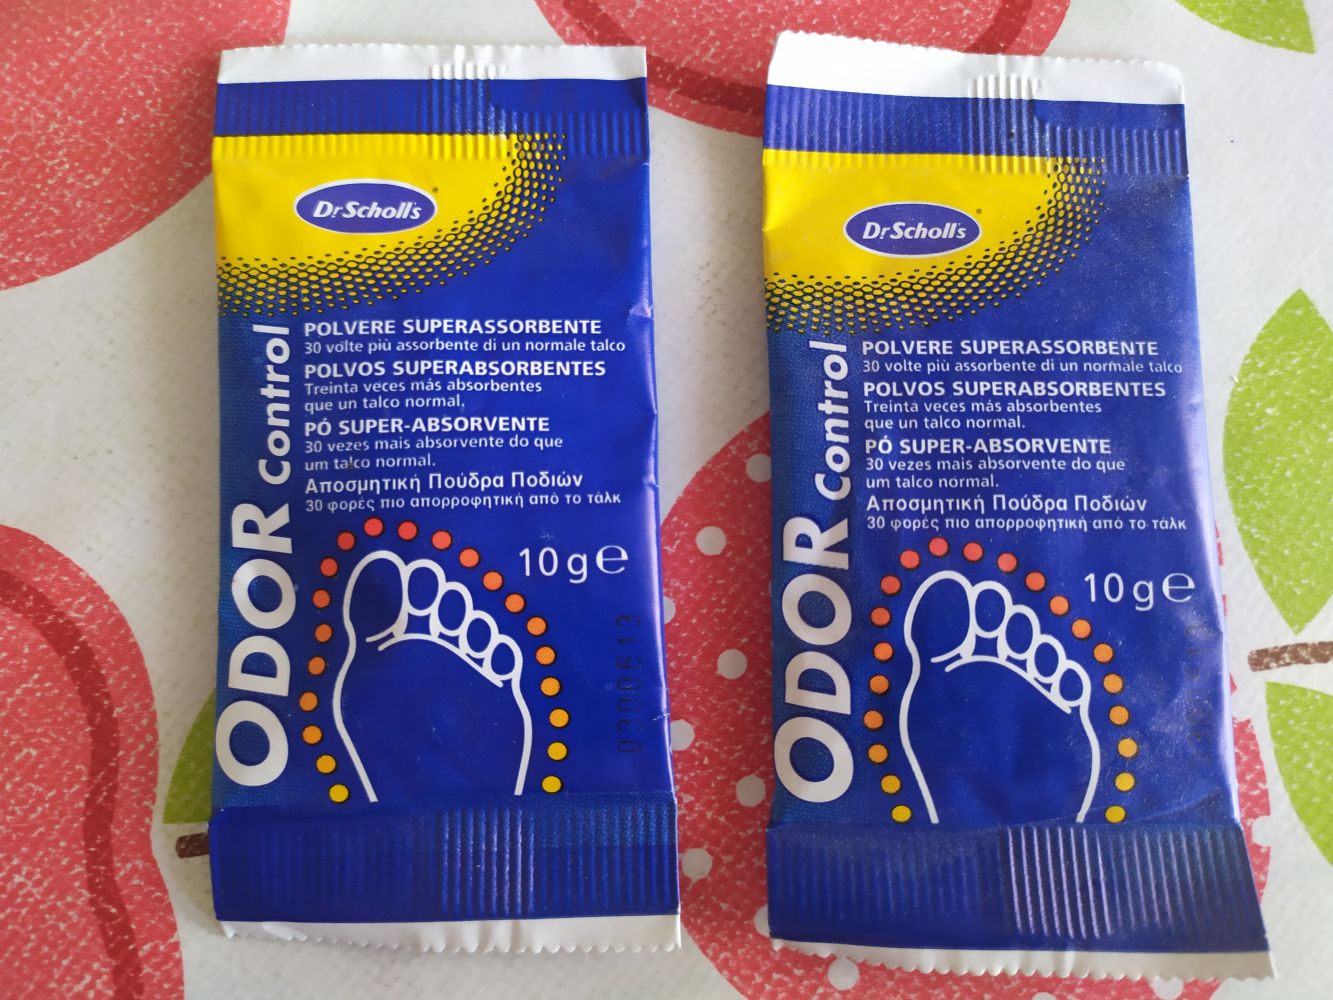 Dr Scholl's
ODOR Control
POLVERE SUPERASSORBENTE
30 volte più assorbente di un normale talco
POLVOS SUPERABSORBENTES
Treinta veces más absorbentes
que un talco normal.
PÓ SUPER-ABSORVENTE
30 vezes mais absorvente do que
um talco normal.
Αποσμητική Πούδρα Ποδιών
30 φορές πιο απορροφητική από το τάλκ
10 g ℮
0700613
Dr Scholl's
ODOR Control
POLVERE SUPERASSORBENTE
30 volte più assorbente di un normale talco
POLVOS SUPERABSORBENTES
Treinta veces más absorbentes
que un talco normal.
PÓ SUPER-ABSORVENTE
30 vezes mais absorvente do que
um talco normal.
Αποσμητική Πούδρα Ποδιών
30 φορές πιο απορροφητική από το τάλκ
10 g ℮